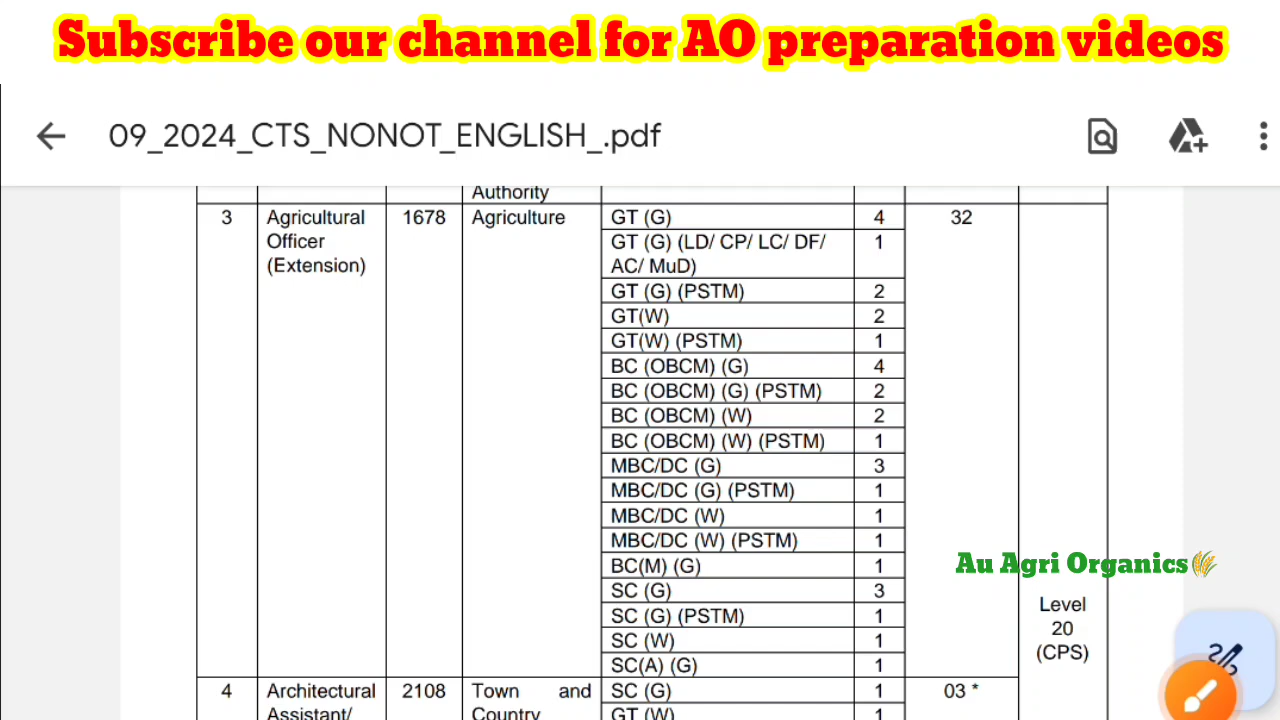 Subscribe our channel for AO preparation videos
09_2024_CTS_NONOT_ENGLISH_.pdf
Authority
3 Agricultural Officer (Extension) 1678 Agriculture GT (G) 4 32
GT (G) (LD/ CP/ LC/ DF/ AC/ MuD) 1
GT (G) (PSTM) 2
GT(W) 2
GT(W) (PSTM) 1
BC (OBCM) (G) 4
BC (OBCM) (G) (PSTM) 2
BC (OBCM) (W) 2
BC (OBCM) (W) (PSTM) 1
MBC/DC (G) 3
MBC/DC (G) (PSTM) 1
MBC/DC (W) 1
MBC/DC (W) (PSTM) 1
BC(M) (G) 1
SC (G) 3
SC (G) (PSTM) 1
SC (W) 1
SC(A) (G) 1
Au Agri Organics
Level
20
(CPS)
4 Architectural 2108 Town and SC (G) 1 03 *
Assistant/ Country GT (W) 1